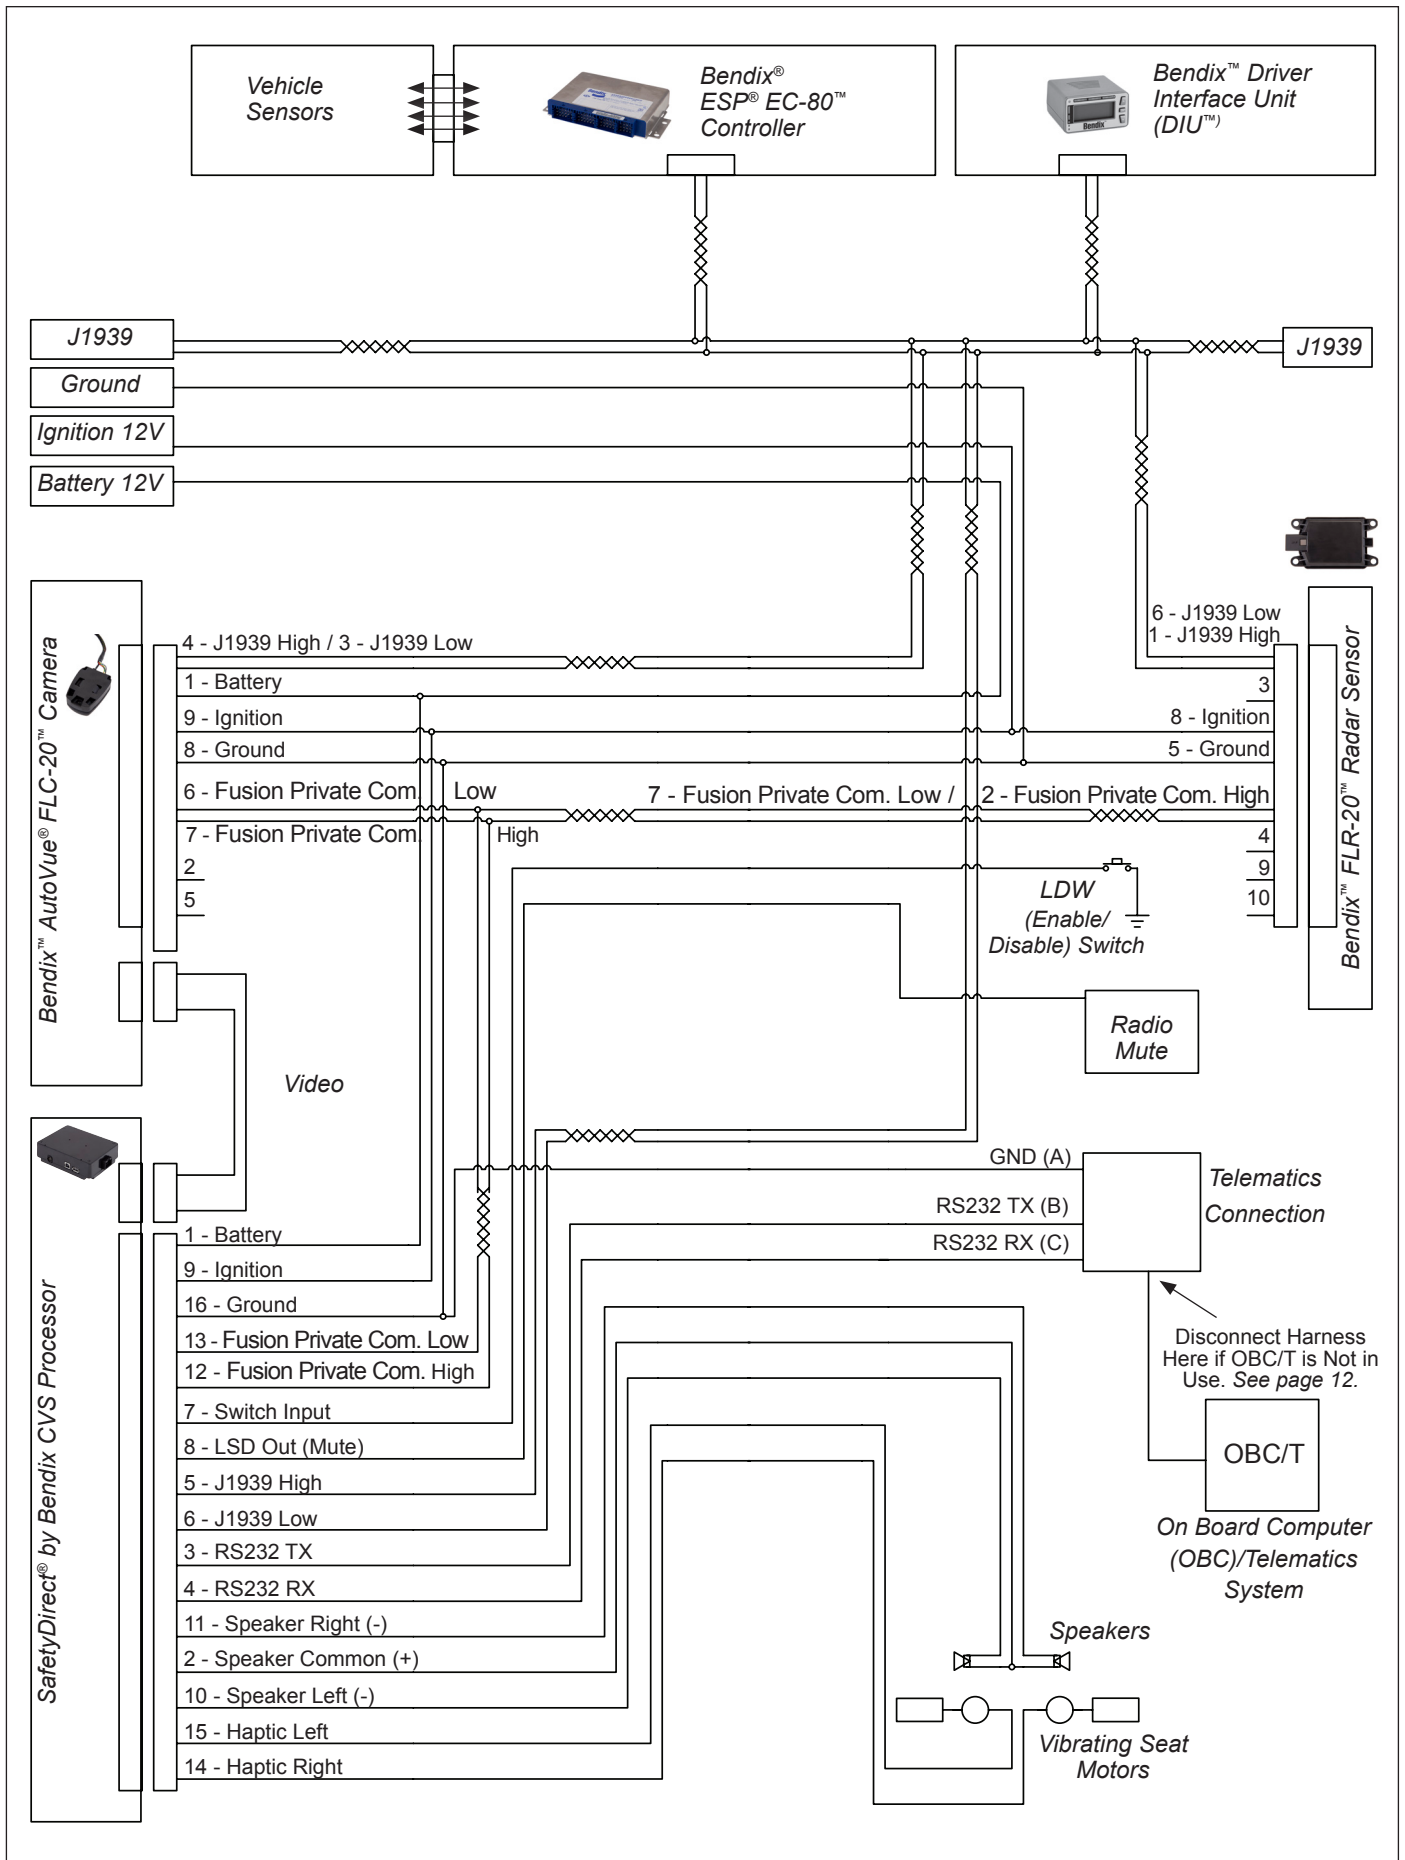 Vehicle
Sensors
Bendix®
ESP® EC-80™
Controller
Bendix™ Driver
Interface Unit
(DIU™)
Bendix
J1939
J1939
Ground
Ignition 12V
Battery 12V
Bendix™ AutoVue® FLC-20™ Camera
4 - J1939 High / 3 - J1939 Low
1 - Battery
9 - Ignition
8 - Ground
6 - Fusion Private Com. Low
7 - Fusion Private Com. High
2
5
6 - J1939 Low
1 - J1939 High
3
8 - Ignition
5 - Ground
7 - Fusion Private Com. Low / 2 - Fusion Private Com. High
4
9
10
Bendix™ FLR-20™ Radar Sensor
LDW
(Enable/
Disable) Switch
Radio
Mute
Video
SafetyDirect® by Bendix CVS Processor
1 - Battery
9 - Ignition
16 - Ground
13 - Fusion Private Com. Low
12 - Fusion Private Com. High
7 - Switch Input
8 - LSD Out (Mute)
5 - J1939 High
6 - J1939 Low
3 - RS232 TX
4 - RS232 RX
11 - Speaker Right (-)
2 - Speaker Common (+)
10 - Speaker Left (-)
15 - Haptic Left
14 - Haptic Right
GND (A)
RS232 TX (B)
RS232 RX (C)
Telematics
Connection
Disconnect Harness
Here if OBC/T is Not in
Use. See page 12.
OBC/T
On Board Computer
(OBC)/Telematics
System
Speakers
Vibrating Seat
Motors